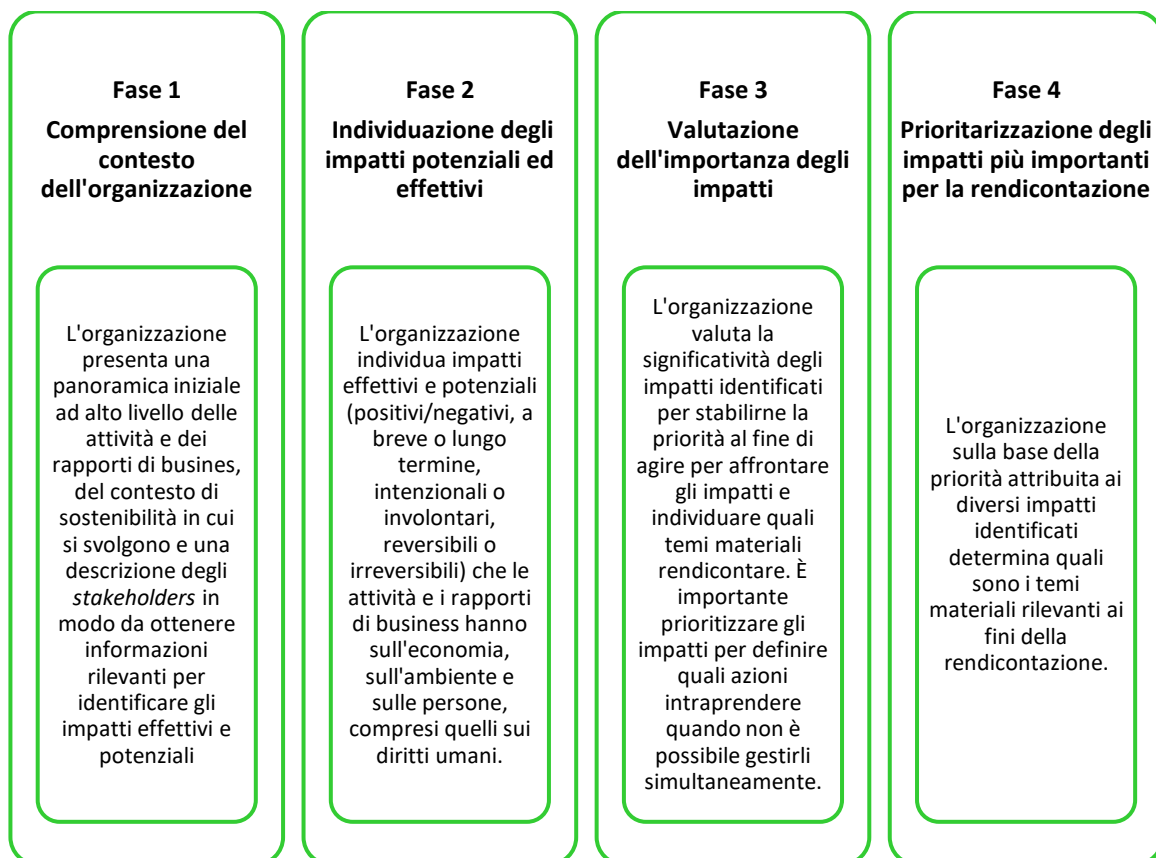 Fase 1
Comprensione del
contesto
dell'organizzazione
L'organizzazione
presenta una
panoramica iniziale
ad alto livello delle
attività e dei
rapporti di busines,
del contesto di
sostenibilità in cui
si svolgono e una
descrizione degli
stakeholders in
modo da ottenere
informazioni
rilevanti per
identificare gli
impatti effettivi e
potenziali
Fase 2
Individuazione degli
impatti potenziali ed
effettivi
L'organizzazione
individua impatti
effettivi e potenziali
(positivi/negativi, a
breve o lungo
termine,
intenzionali o
involontari,
reversibili o
irreversibili) che le
attività e i rapporti
di business hanno
sull'economia,
sull'ambiente e
sulle persone,
compresi quelli sui
diritti umani.
Fase 3
Valutazione
dell'importanza degli
impatti
L'organizzazione
valuta la
significatività degli
impatti identificati
per stabilirne la
priorità al fine di
agire per affrontare
gli impatti e
individuare quali
temi materiali
rendicontare. È
importante
prioritizzare gli
impatti per definire
quali azioni
intraprendere
quando non è
possibile gestirli
simultaneamente.
Fase 4
Prioritarizzazione degli
impatti più importanti
per la rendicontazione
L'organizzazione
sulla base della
priorità attribuita ai
diversi impatti
identificati
determina quali
sono i temi
materiali rilevanti ai
fini della
rendicontazione.